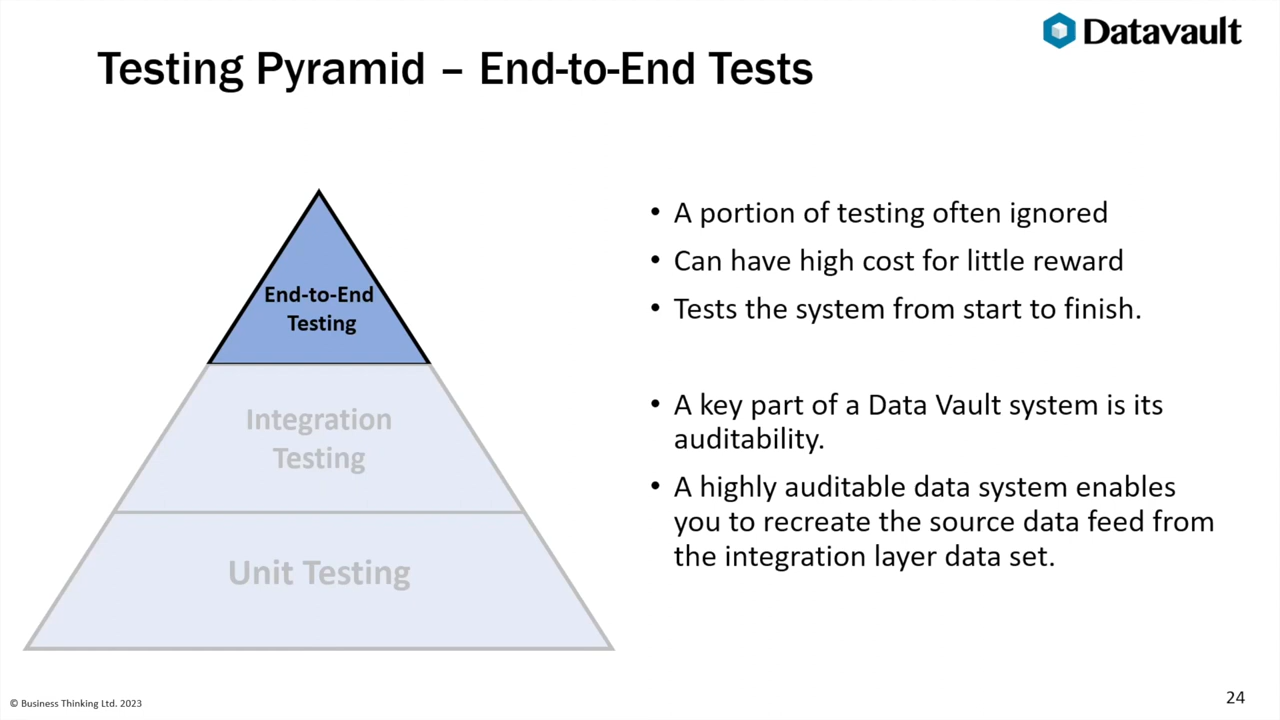 Datavault
Testing Pyramid – End-to-End Tests
End-to-End
Testing
Integration
Testing
Unit Testing
• A portion of testing often ignored
• Can have high cost for little reward
• Tests the system from start to finish.
• A key part of a Data Vault system is its
auditability.
• A highly auditable data system enables
you to recreate the source data feed from
the integration layer data set.
© Business Thinking Ltd. 2023
24